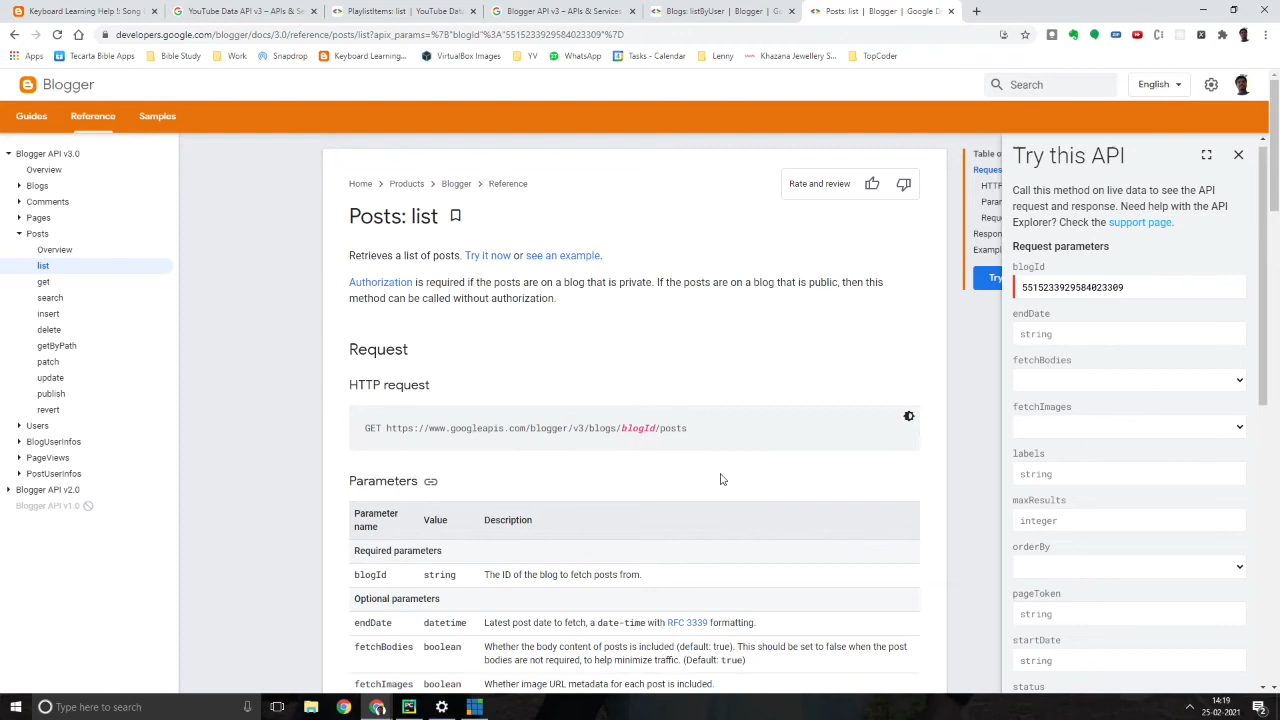 Keyboard Learning Help I: Song
YouTube Data API v3 – APIs & Services
PlaylistItems: list | YouTube Data
Blogger API v3 – APIs & Services
Blogs: listByUser | Blogger | Go
Posts: list | Blogger | Google D
developers.google.com/blogger/docs/3.0/reference/posts/list?apix_params=%7B"blogId"%3A"5515233929584023309"%7D
Apps
Tecarta Bible Apps
Bible Study
Work
Snapdrop
Keyboard Learning...
VirtualBox Images
YV
WhatsApp
Tasks - Calendar
Lenny
Khazana Jewellery S...
TopCoder
Blogger
Search
English
Guides
Reference
Samples
Blogger API v3.0
Overview
Blogs
Comments
Pages
Posts
Overview
list
get
search
insert
delete
getByPath
patch
update
publish
revert
Users
BlogUserInfos
PageViews
PostUserInfos
Blogger API v2.0
Blogger API v1.0
Home > Products > Blogger > Reference
Rate and review
Posts: list
Retrieves a list of posts. Try it now or see an example.
Authorization is required if the posts are on a blog that is private. If the posts are on a blog that is public, then this
method can be called without authorization.
Request
HTTP request
GET https://www.googleapis.com/blogger/v3/blogs/blogId/posts
Parameters
Parameter name Value Description
Required parameters
blogId string The ID of the blog to fetch posts from.
Optional parameters
endDate datetime Latest post date to fetch, a date-time with RFC 3339 formatting.
fetchBodies boolean Whether the body content of posts is included (default: true). This should be set to false when the post
bodies are not required, to help minimize traffic. (Default: true)
fetchImages boolean Whether image URL metadata for each post is included.
Table o
Reques
HTT
Para
Requ
Respon
Examp
Try
Try this API
Call this method on live data to see the API
request and response. Need help with the API
Explorer? Check the support page.
Request parameters
blogId
5515233929584023309
endDate
string
fetchBodies
fetchImages
labels
string
maxResults
integer
orderBy
pageToken
string
startDate
string
status
Type here to search
14:19
25-02-2021
2